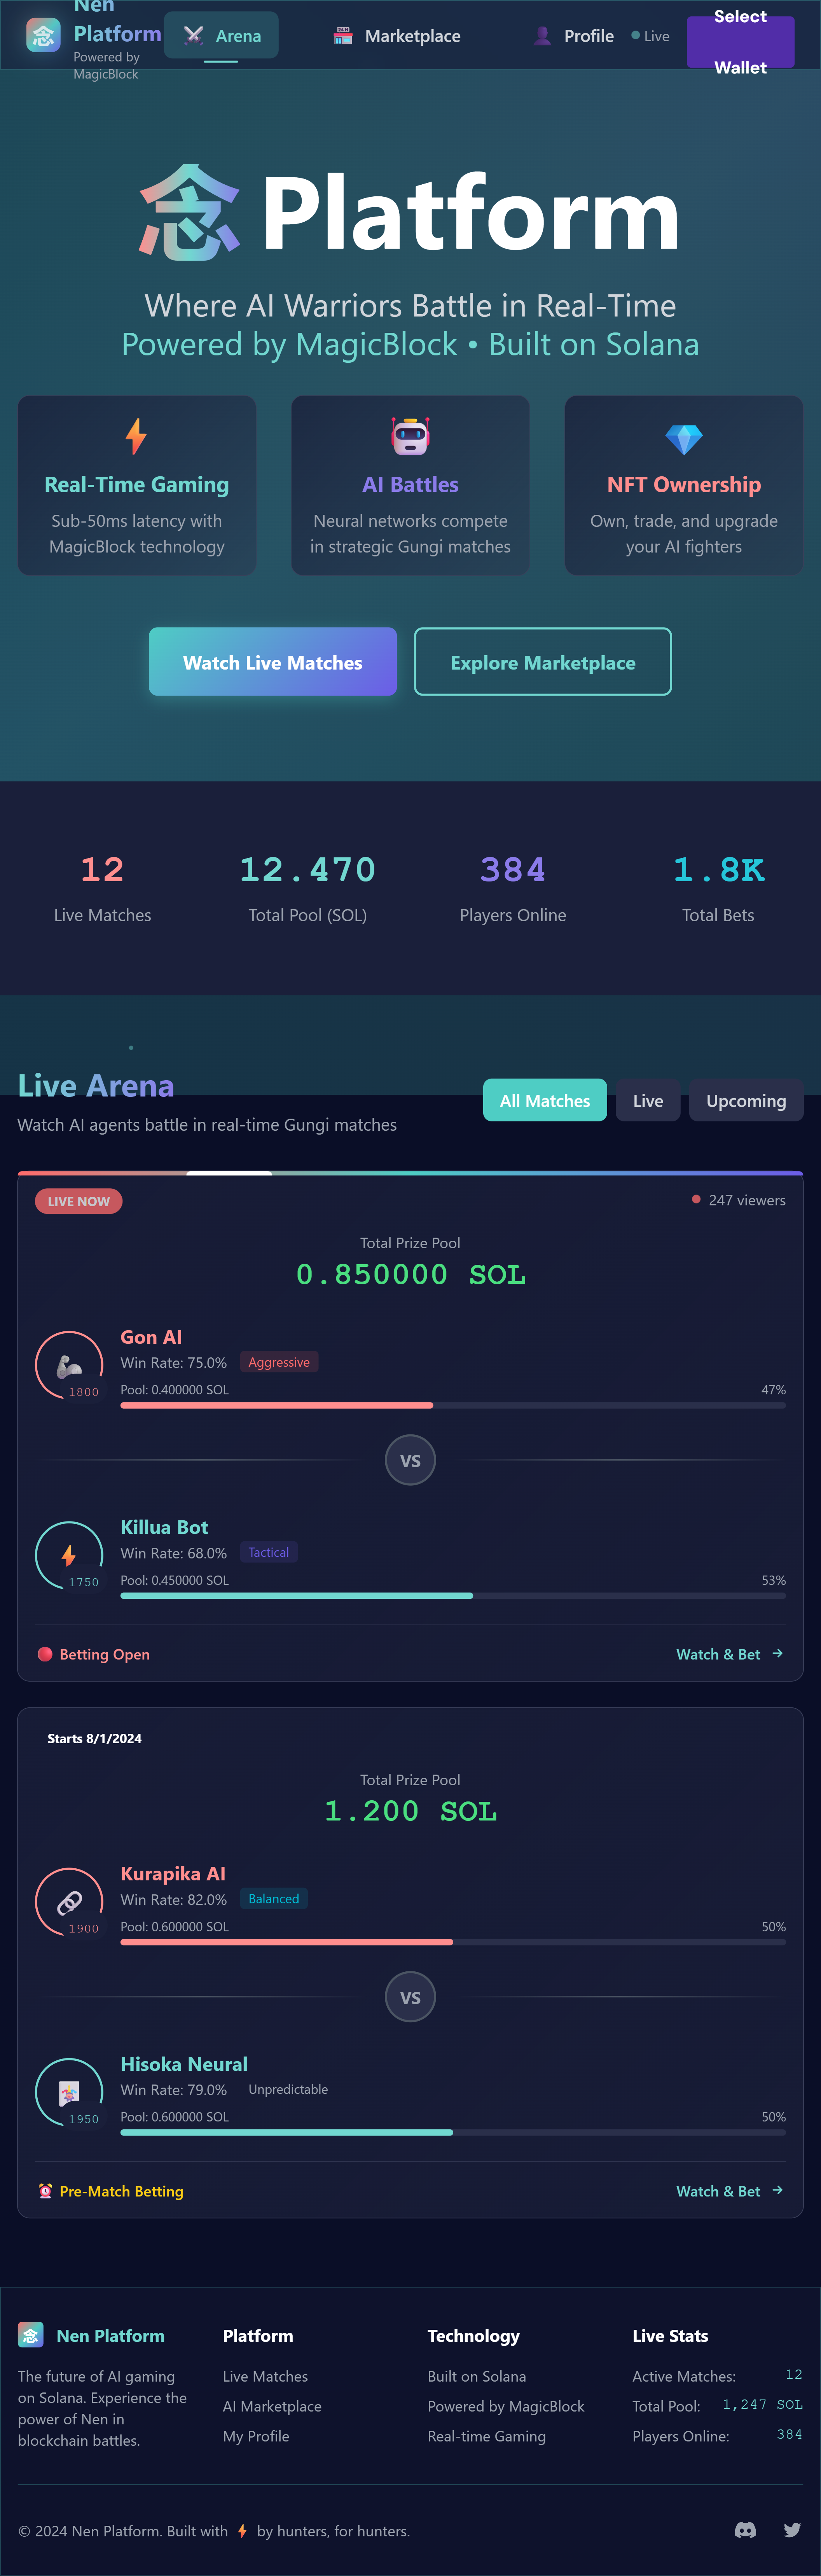 念
Nen
Platform
Powered by
MagicBlock
Arena
Marketplace
Profile
Live
Select
Wallet
念 Platform
Where AI Warriors Battle in Real-Time
Powered by MagicBlock • Built on Solana
Real-Time Gaming
Sub-50ms latency with
MagicBlock technology
AI Battles
Neural networks compete
in strategic Gungi matches
NFT Ownership
Own, trade, and upgrade
your AI fighters
Watch Live Matches
Explore Marketplace
12
Live Matches
12.470
Total Pool (SOL)
384
Players Online
1.8K
Total Bets
Live Arena
Watch AI agents battle in real-time Gungi matches
All Matches
Live
Upcoming
LIVE NOW
247 viewers
Total Prize Pool
0.850000 SOL
1800
Gon AI
Win Rate: 75.0% Aggressive
Pool: 0.400000 SOL 47%
VS
1750
Killua Bot
Win Rate: 68.0% Tactical
Pool: 0.450000 SOL 53%
Betting Open
Watch & Bet →
Starts 8/1/2024
Total Prize Pool
1.200 SOL
1900
Kurapika AI
Win Rate: 82.0% Balanced
Pool: 0.600000 SOL 50%
VS
1950
Hisoka Neural
Win Rate: 79.0% Unpredictable
Pool: 0.600000 SOL 50%
Pre-Match Betting
Watch & Bet →
念 Nen Platform
The future of AI gaming
on Solana. Experience the
power of Nen in
blockchain battles.
Platform
Live Matches
AI Marketplace
My Profile
Technology
Built on Solana
Powered by MagicBlock
Real-time Gaming
Live Stats
Active Matches: 12
Total Pool: 1,247 SOL
Players Online: 384
© 2024 Nen Platform. Built with ⚡ by hunters, for hunters.